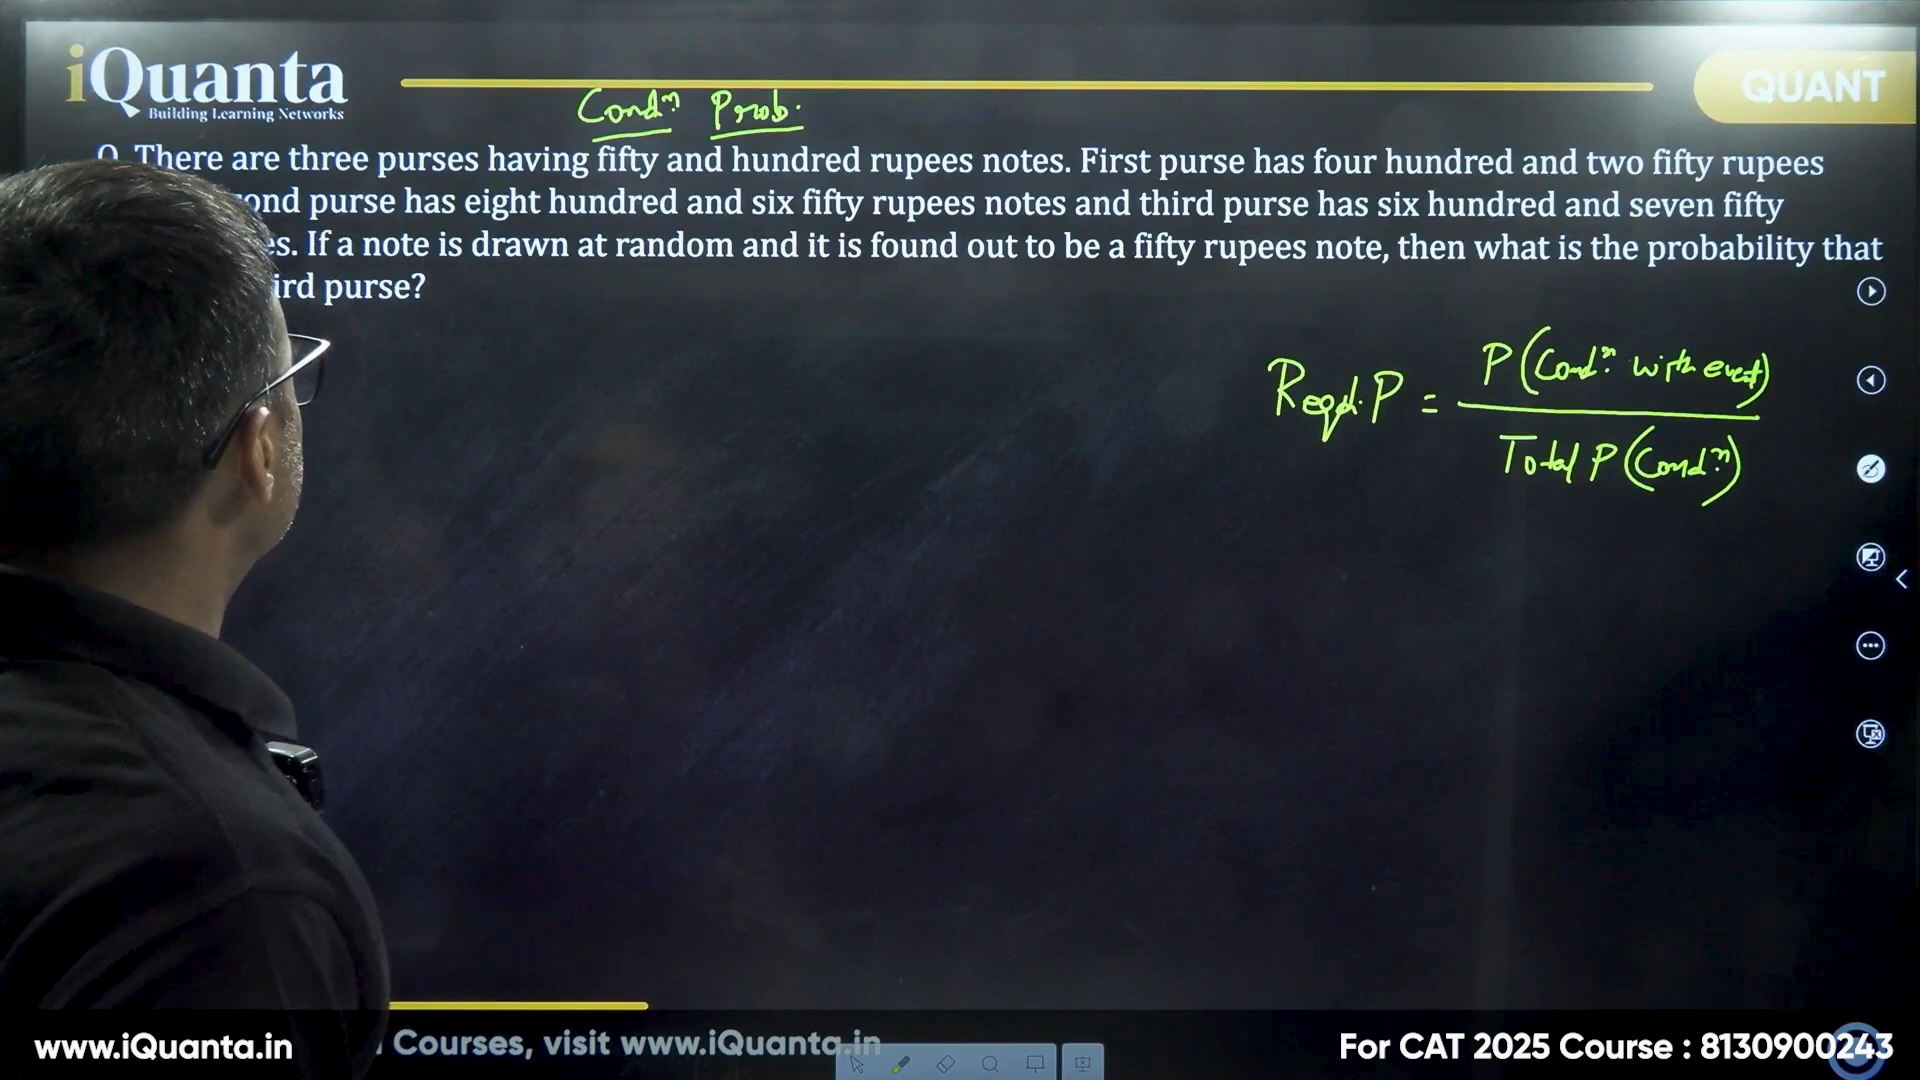 iQuanta
Building Learning Networks
QUANT
Condⁿ. Prob.
Q. There are three purses having fifty and hundred rupees notes. First purse has four hundred and two fifty rupees
ond purse has eight hundred and six fifty rupees notes and third purse has six hundred and seven fifty
es. If a note is drawn at random and it is found out to be a fifty rupees note, then what is the probability that
ird purse?
Reqd. P = P(Condⁿ. with event)
Total P(Condⁿ.)
Courses, visit www.iQuanta.in
www.iQuanta.in
For CAT 2025 Course : 8130900243